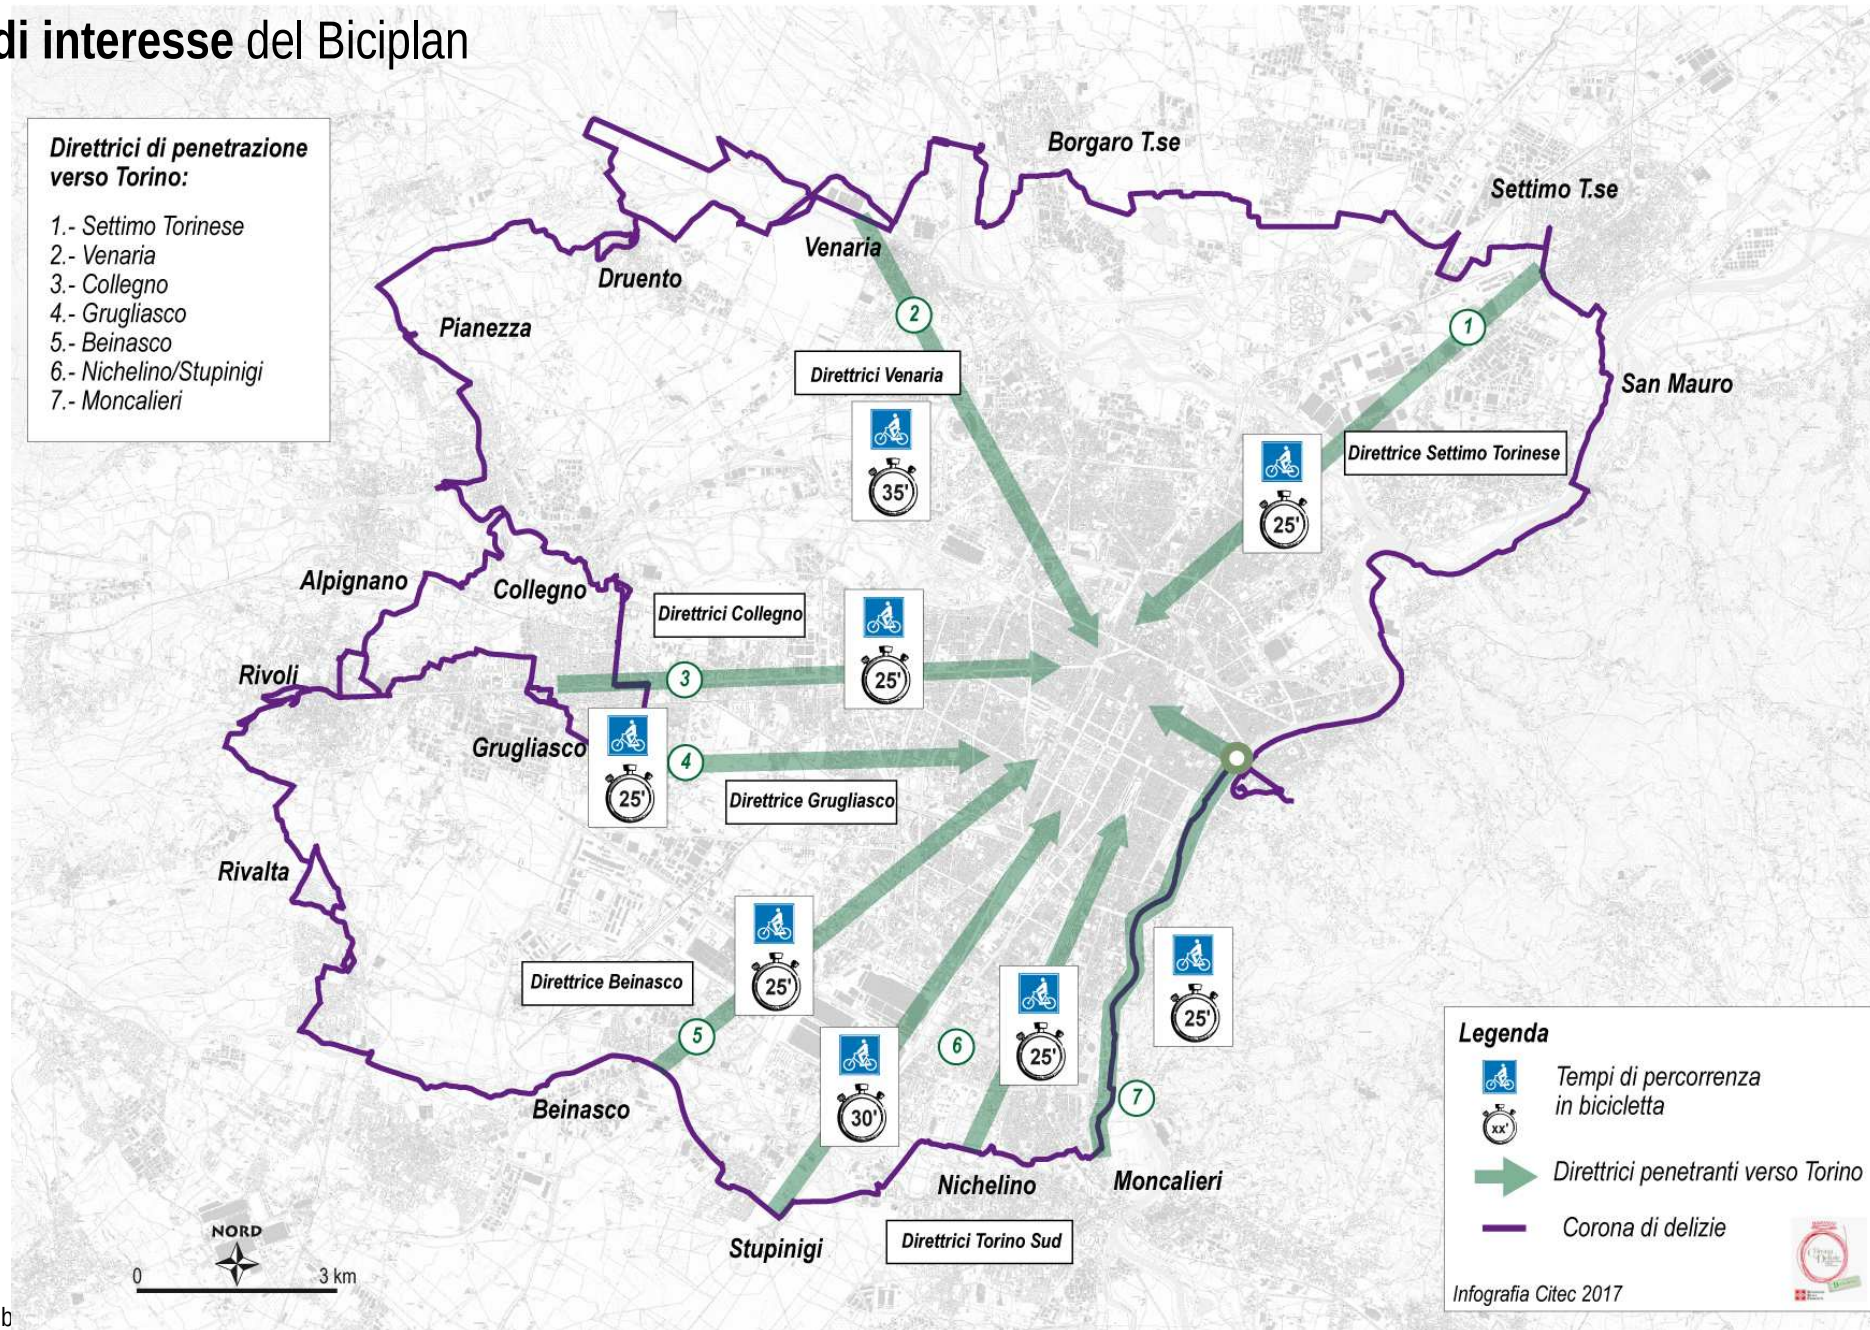 di interesse del Biciplan
Direttrici di penetrazione
verso Torino:
1.- Settimo Torinese
2.- Venaria
3.- Collegno
4.- Grugliasco
5.- Beinasco
6.- Nichelino/Stupinigi
7.- Moncalieri
Borgaro T.se
Settimo T.se
Venaria
Druento
Pianezza
2
1
San Mauro
Direttrici Venaria
35'
Direttrice Settimo Torinese
25'
Alpignano
Collegno
Direttrici Collegno
Rivoli
3
25'
Grugliasco
25'
4
Direttrice Grugliasco
Rivalta
Direttrice Beinasco
25'
5
6
25'
25'
30'
7
Beinasco
Nichelino
Moncalieri
Stupinigi
Direttrici Torino Sud
NORD
0
3 km
Legenda
Tempi di percorrenza
in bicicletta
xx'
Direttrici penetranti verso Torino
Corona di delizie
Infografia Citec 2017
b